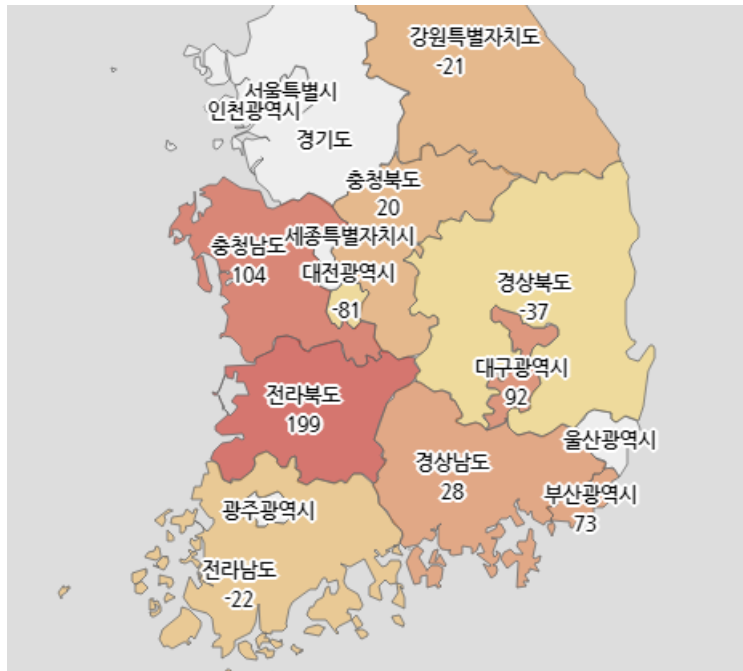 강원특별자치도
-21
서울특별시
인천광역시
경기도
충청북도
20
세종특별자치시
충청남도
104
대전광역시
-81
경상북도
-37
대구광역시
92
전라북도
199
울산광역시
경상남도
28
부산광역시
73
광주광역시
전라남도
-22